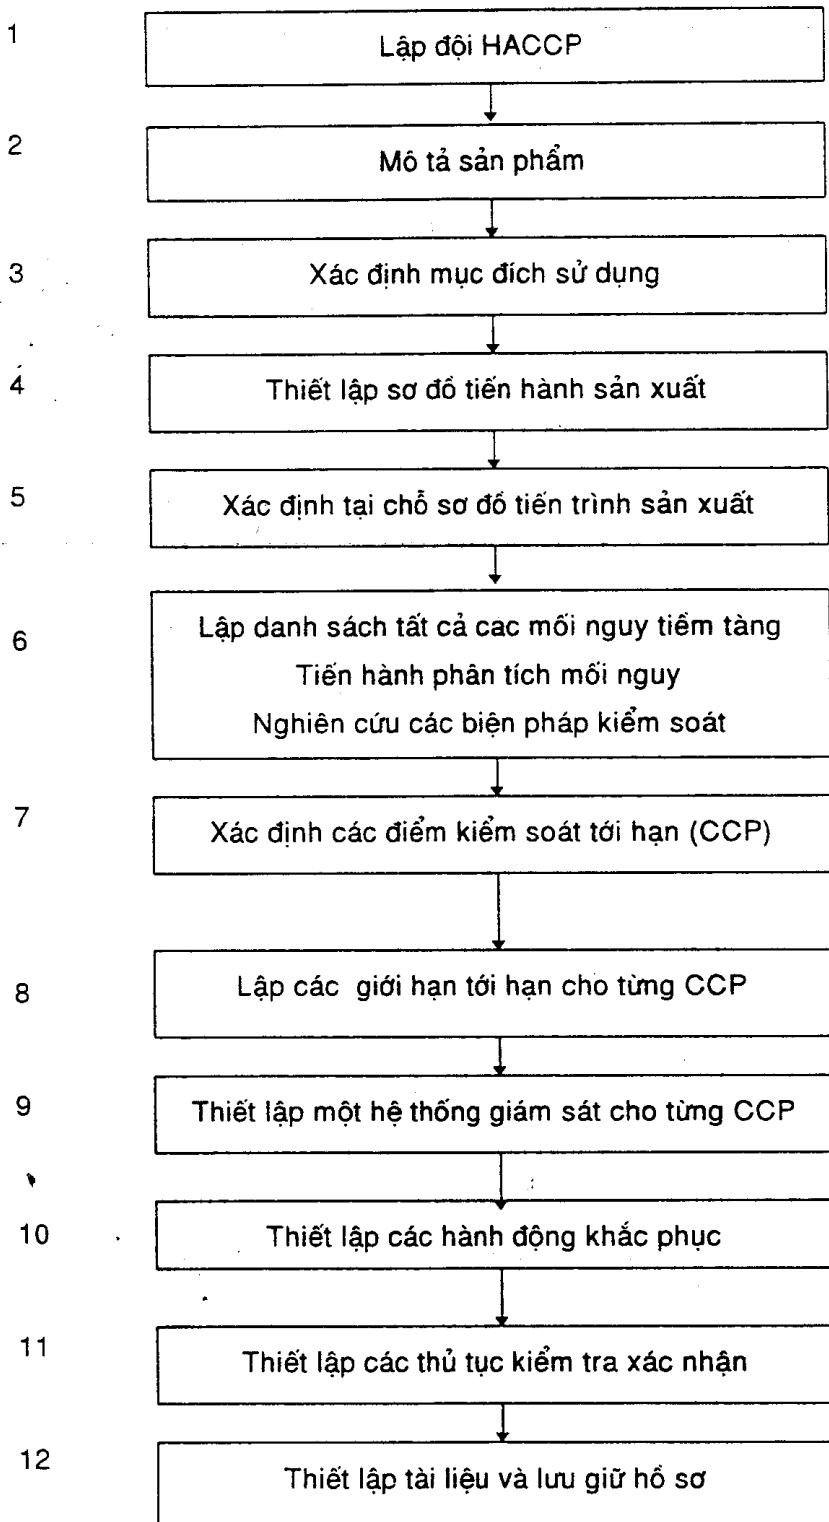 1
Lập đội HACCP
2
Mô tả sản phẩm
3
Xác định mục đích sử dụng
4
Thiết lập sơ đồ tiến hành sản xuất
5
Xác định tại chỗ sơ đồ tiến trình sản xuất
6
Lập danh sách tất cả cac mối nguy tiềm tàng
Tiến hành phân tích mối nguy
Nghiên cứu các biện pháp kiểm soát
7
Xác định các điểm kiểm soát tới hạn (CCP)
8
Lập các giới hạn tới hạn cho từng CCP
9
Thiết lập một hệ thống giám sát cho từng CCP
10
Thiết lập các hành động khắc phục
11
Thiết lập các thủ tục kiểm tra xác nhận
12
Thiết lập tài liệu và lưu giữ hồ sơ